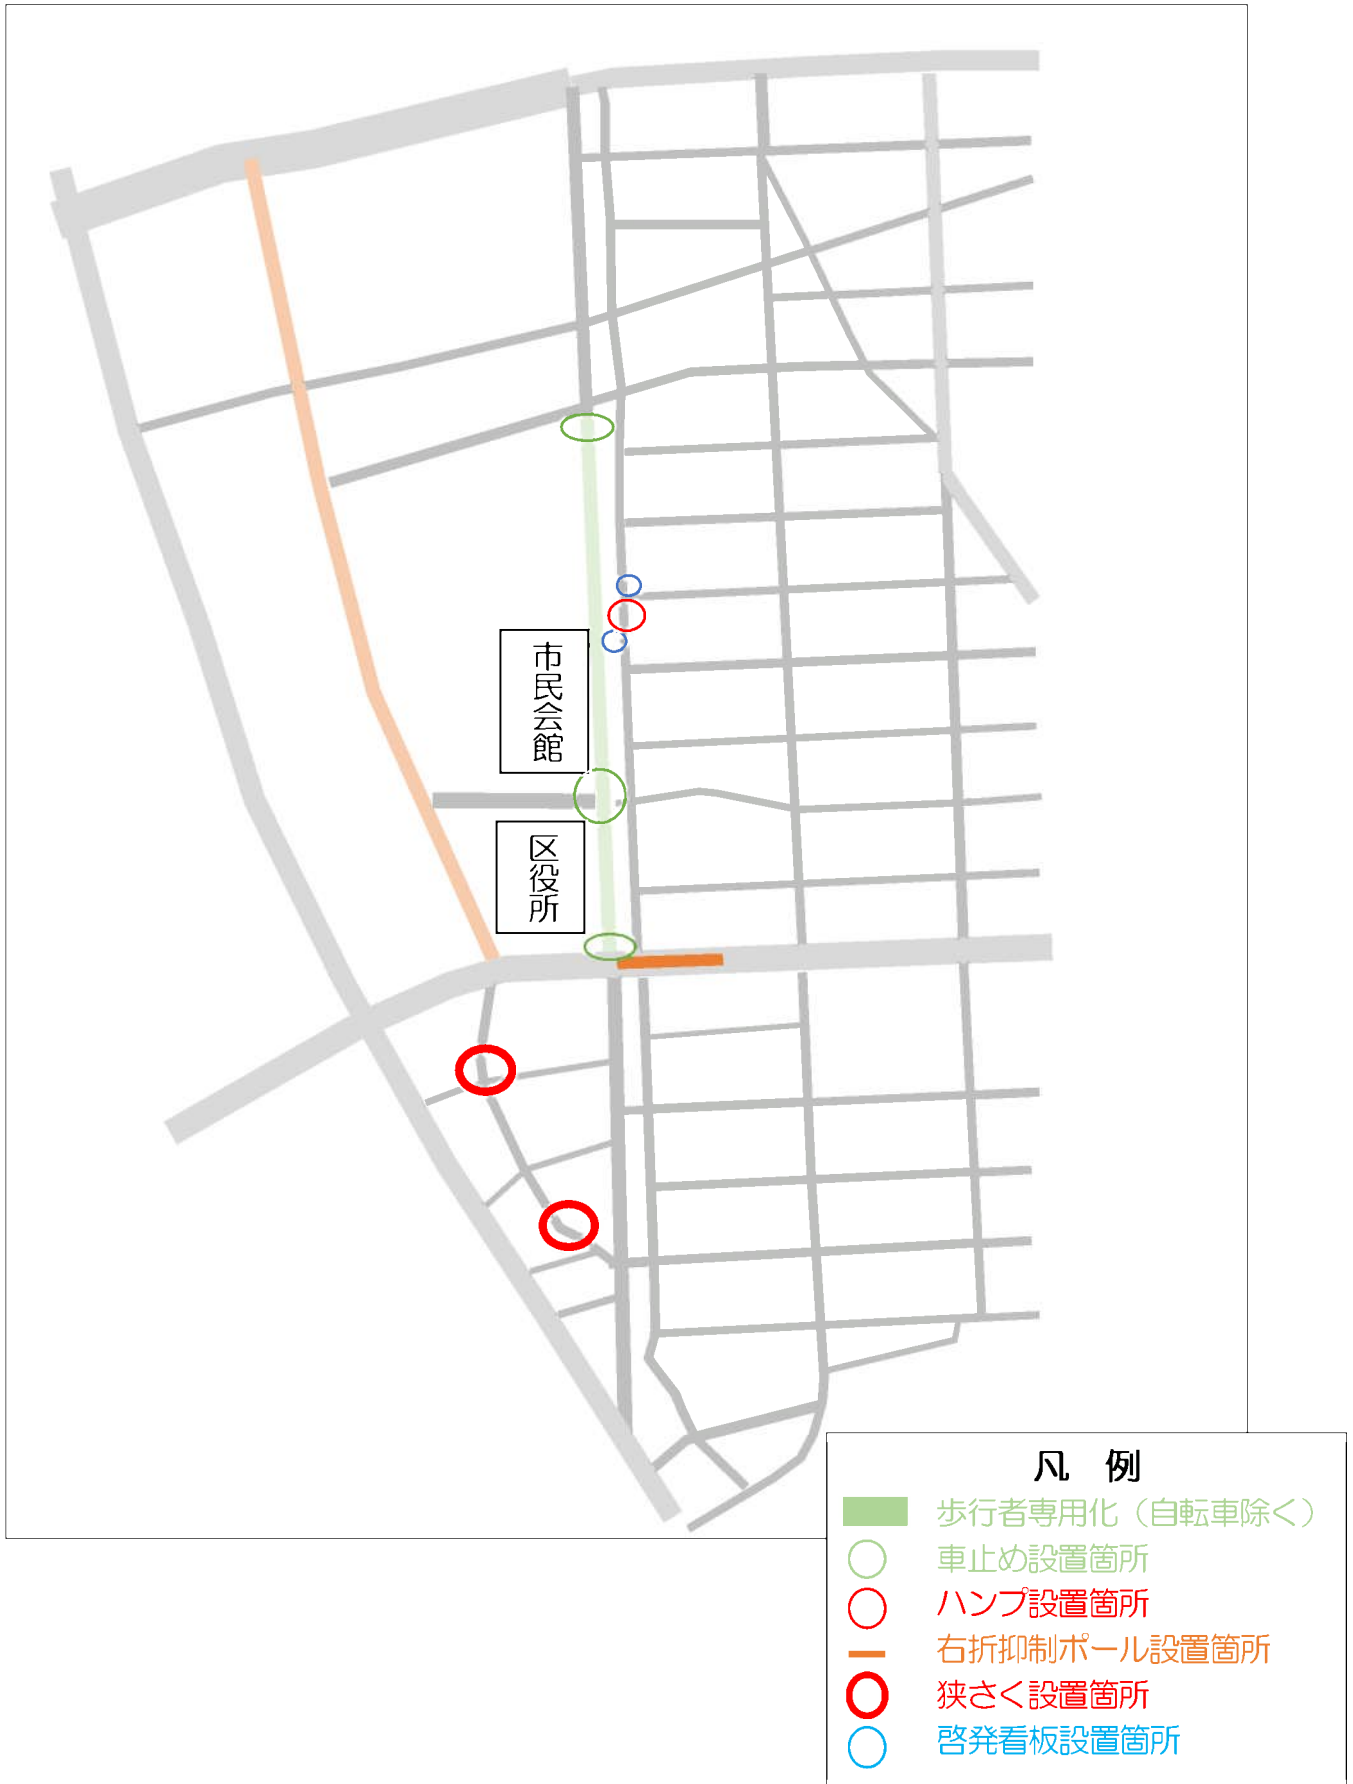 市民会館
区役所
凡 例
歩行者専用化（自転車除く）
車止め設置箇所
ハンプ設置箇所
右折抑制ポール設置箇所
狭さく設置箇所
啓発看板設置箇所